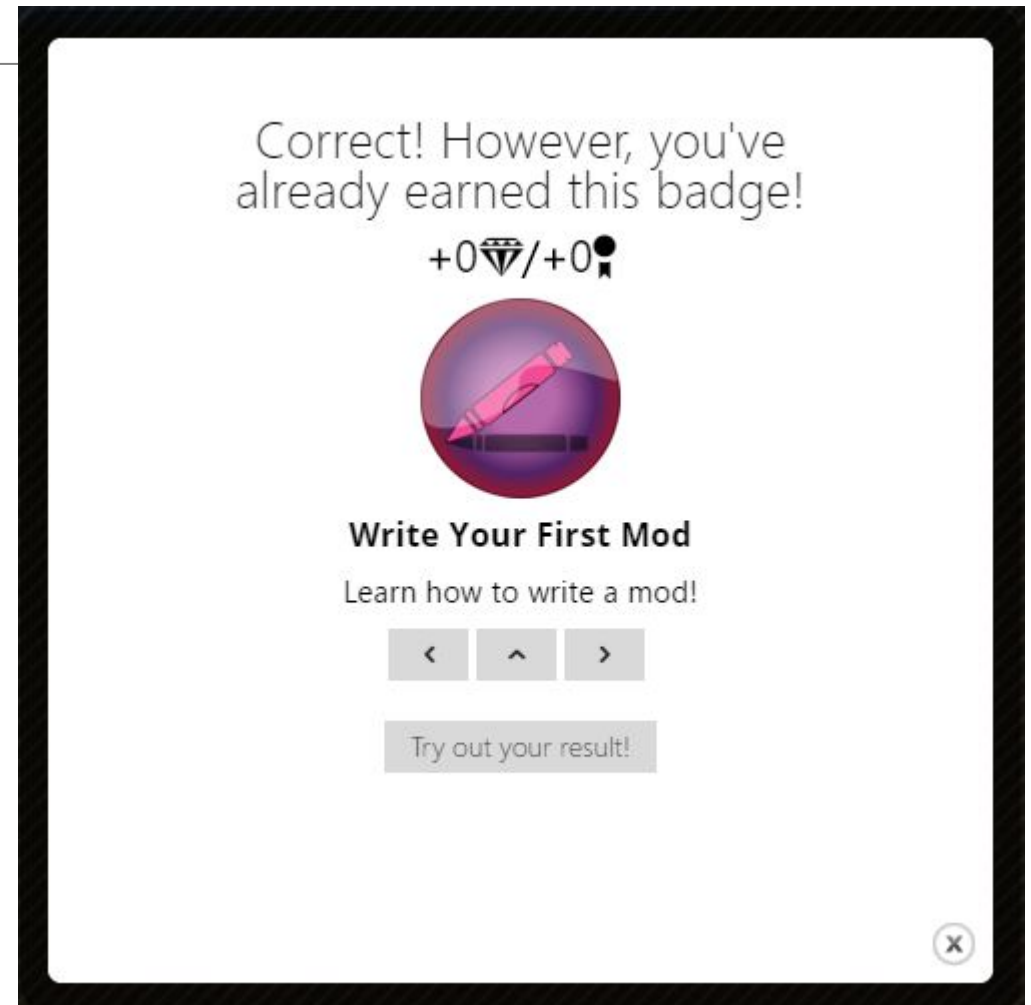 Correct! However, you've
already earned this badge!
+0/+0
Write Your First Mod
Learn how to write a mod!
Try out your result!
x